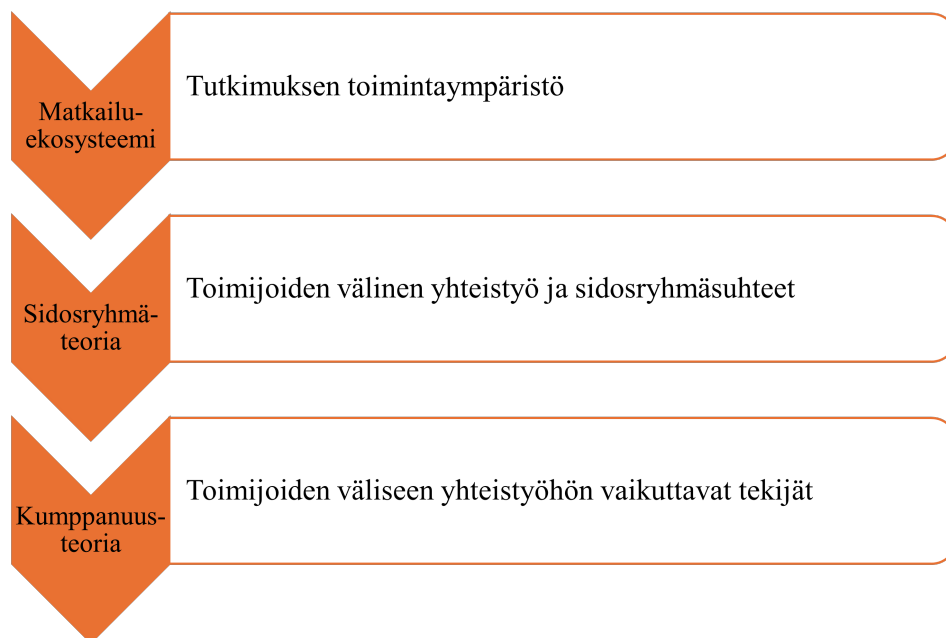 Matkailu-
ekosysteemi
Tutkimuksen toimintaympäristö
Sidosryhmä-
teoria
Toimijoiden välinen yhteistyö ja sidosryhmäsuhteet
Kumppanuus-
teoria
Toimijoiden väliseen yhteistyöhön vaikuttavat tekijät